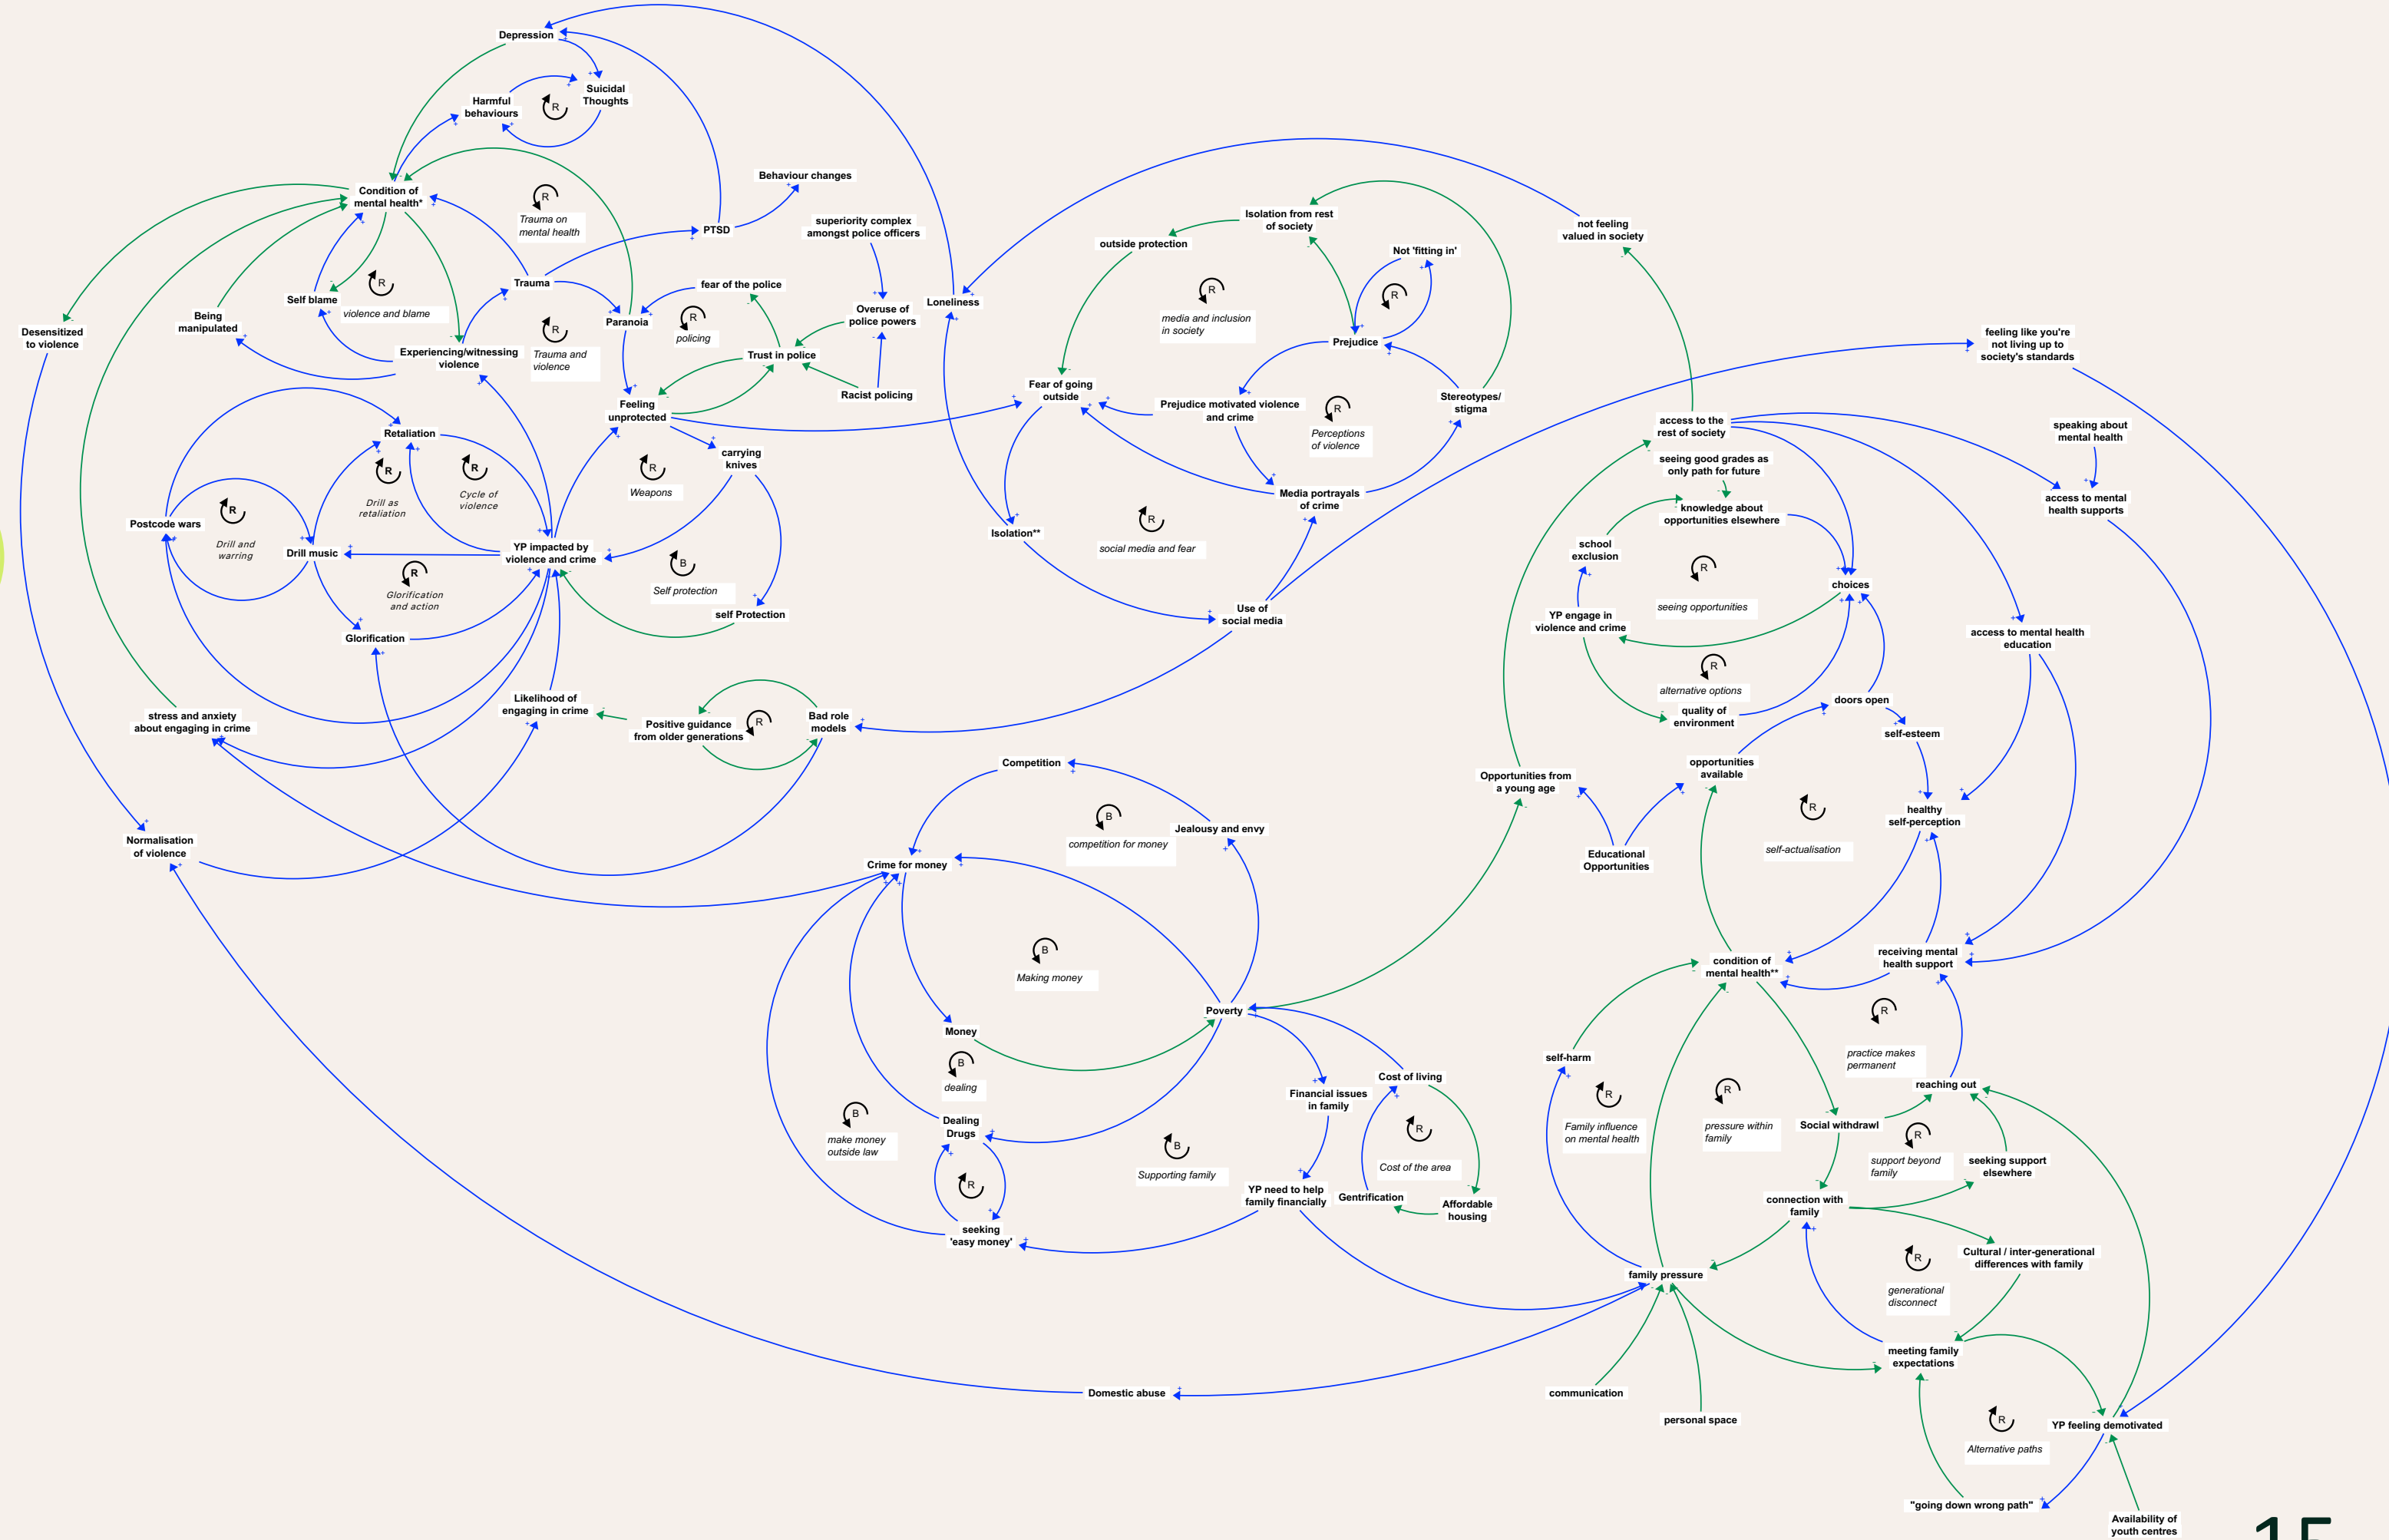 Depression
Suicidal
Thoughts
Harmful
behaviours
R
Condition of
mental health*
R
Trauma on
mental health
Behaviour changes
PTSD
superiority complex
amongst police officers
Isolation from rest
of society
outside protection
Not 'fitting in'
not feeling
valued in society
Trauma
fear of the police
Self blame
R
violence and blame
Being
manipulated
Paranoia
R
policing
Overuse of
police powers
Loneliness
R
media and inclusion
in society
R
Desensitized
to violence
Experiencing/witnessing
violence
R
Trauma and
violence
Trust in police
Prejudice
feeling like you're
not living up to
society's standards
Racist policing
Fear of going
outside
Feeling
unprotected
Prejudice motivated violence
and crime
R
Perceptions
of violence
Stereotypes/
stigma
access to the
rest of society
speaking about
mental health
Retaliation
R
Drill as
retaliation
R
Cycle of
violence
carrying
knives
R
Weapons
seeing good grades as
only path for future
Media portrayals
of crime
knowledge about
opportunities elsewhere
access to mental
health supports
Postcode wars
R
Drill and
warring
Drill music
YP impacted by
violence and crime
Isolation**
R
social media and fear
school
exclusion
R
seeing opportunities
choices
R
Glorification
and action
B
Self protection
self Protection
Use of
social media
YP engage in
violence and crime
Glorification
access to mental health
education
R
alternative options
doors open
Likelihood of
engaging in crime
stress and anxiety
about engaging in crime
Positive guidance
from older generations
R
Bad role
models
quality of
environment
self-esteem
Competition
opportunities
available
Opportunities from
a young age
B
competition for money
Jealousy and envy
R
self-actualisation
healthy
self-perception
Normalisation
of violence
Crime for money
Educational
Opportunities
B
Making money
condition of
mental health**
receiving mental
health support
Poverty
Money
R
practice makes
permanent
B
dealing
self-harm
Financial issues
in family
Cost of living
reaching out
Dealing
Drugs
B
make money
outside law
B
Supporting family
R
Cost of the area
R
Family influence
on mental health
R
pressure within
family
Social withdrawl
R
support beyond
family
seeking support
elsewhere
R
YP need to help
family financially
Gentrification
Affordable
housing
connection with
family
seeking
'easy money'
Cultural / inter-generational
differences with family
family pressure
R
generational
disconnect
meeting family
expectations
Domestic abuse
communication
personal space
R
Alternative paths
YP feeling demotivated
"going down wrong path"
Availability of
youth centres
15